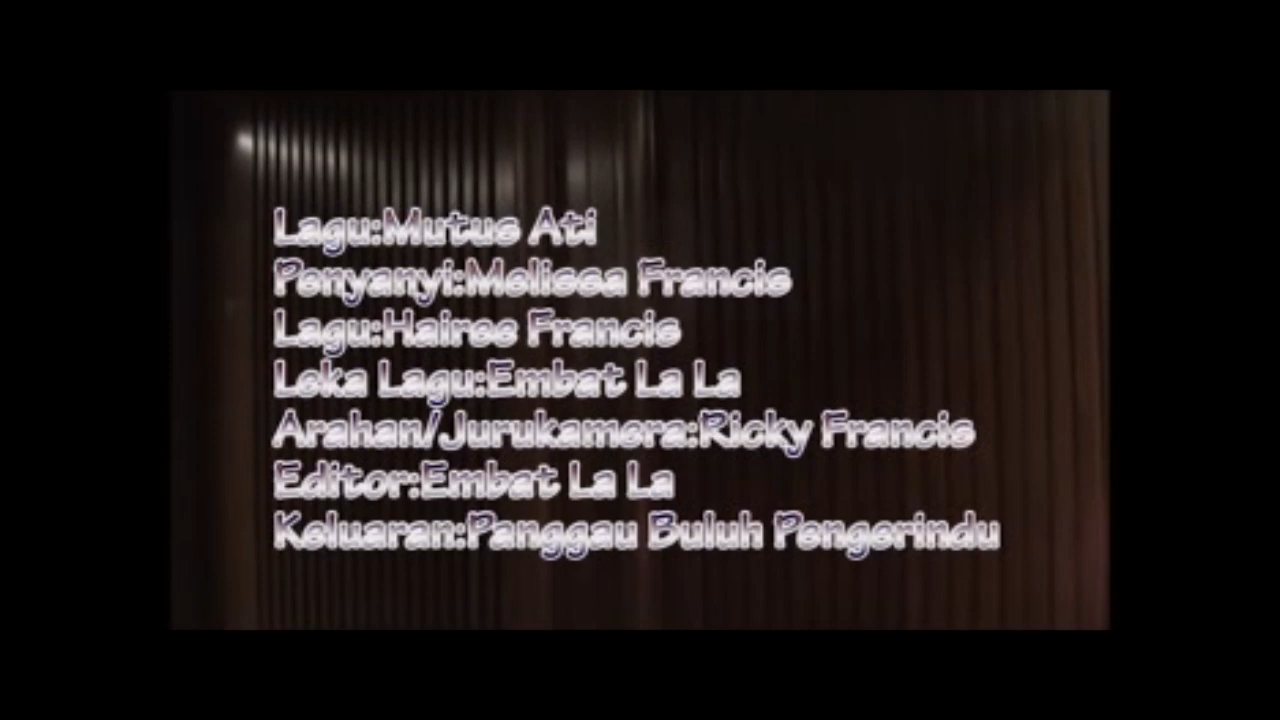 Lagu:Mutus Ati
Penyanyi:Melissa Francis
Lagu:Hairee Francis
Leka Lagu:Embat La La
Arahan/Jurukamera:Ricky Francis
Editor:Embat La La
Keluaran:Panggau Buluh Pengerindu